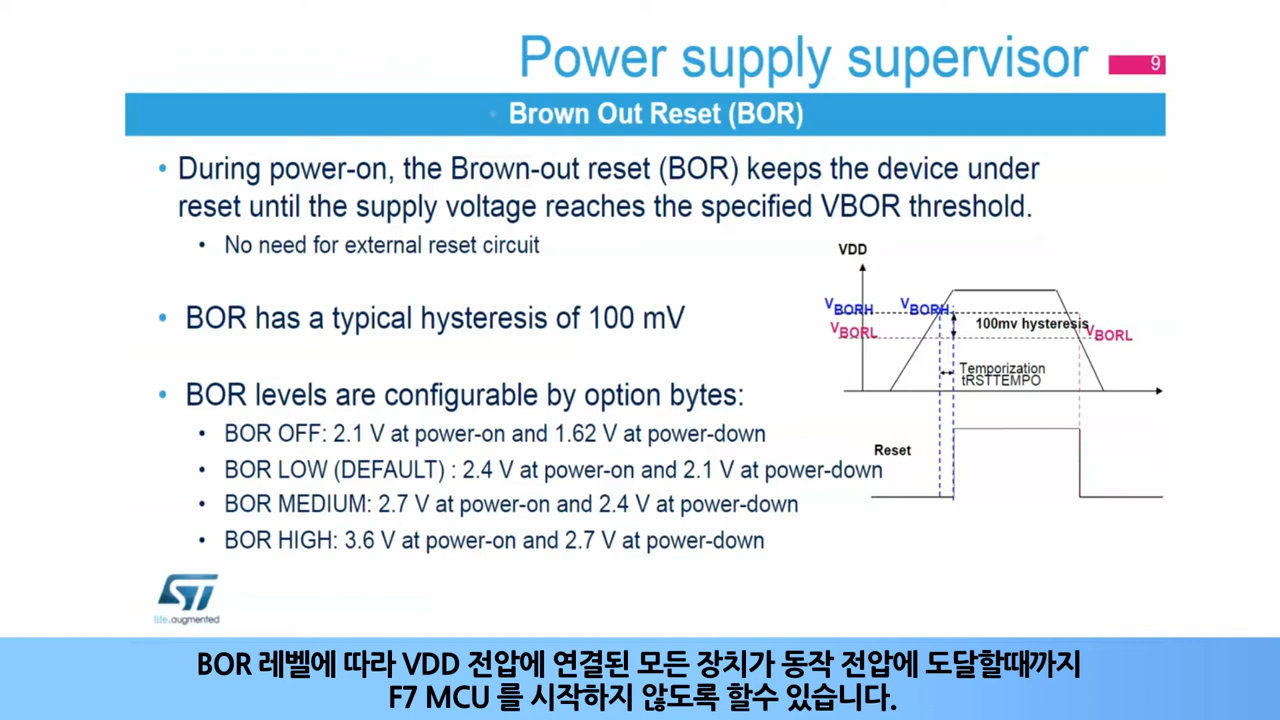 Power supply supervisor
9
• Brown Out Reset (BOR)
• During power-on, the Brown-out reset (BOR) keeps the device under
reset until the supply voltage reaches the specified VBOR threshold.
• No need for external reset circuit
• BOR has a typical hysteresis of 100 mV
• BOR levels are configurable by option bytes:
• BOR OFF: 2.1 V at power-on and 1.62 V at power-down
• BOR LOW (DEFAULT) : 2.4 V at power-on and 2.1 V at power-down
• BOR MEDIUM: 2.7 V at power-on and 2.4 V at power-down
• BOR HIGH: 3.6 V at power-on and 2.7 V at power-down
VDD
VBORH
VBORH
100mv hysteresis
VBORL
VBORL
Temporization
tRSTTEMPO
Reset
ST
life.augmented
BOR 레벨에 따라 VDD 전압에 연결된 모든 장치가 동작 전압에 도달할때까지
F7 MCU 를 시작하지 않도록 할수 있습니다.